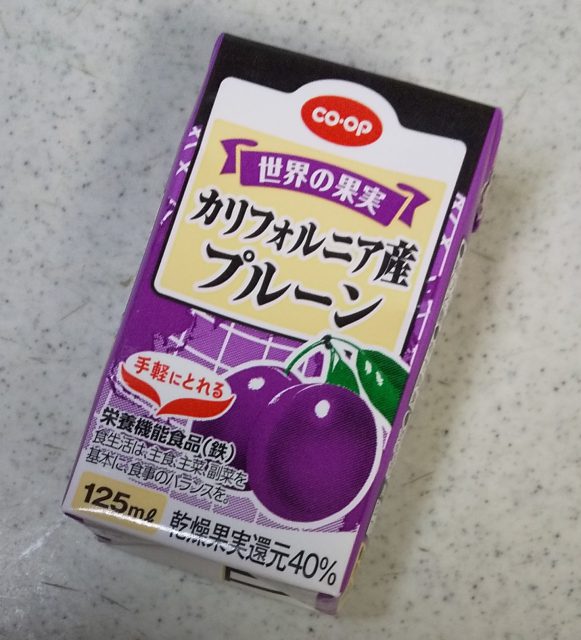 CO・OP
世界の果実
カリフォルニア産
プルーン
手軽にとれる
栄養機能食品(鉄)
食生活は、主食、主菜、副菜を
基本に、食事のバランスを。
125mℓ
乾燥果実還元40%